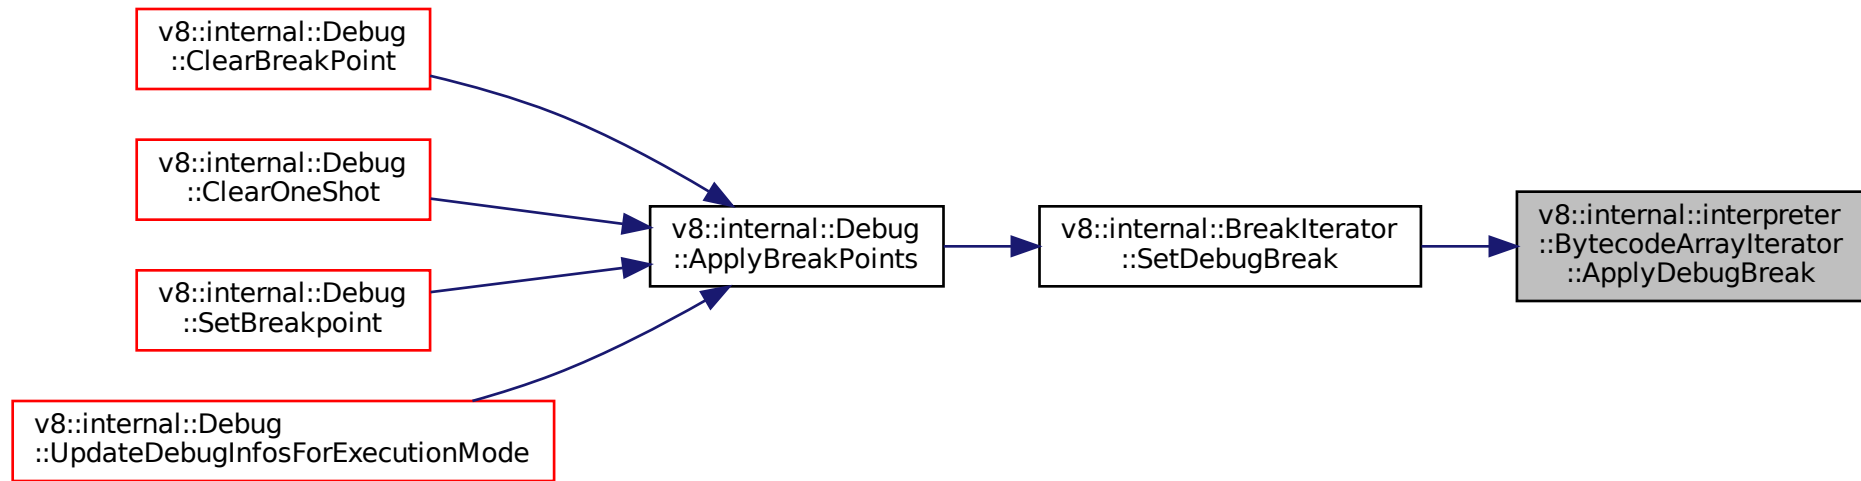 v8::internal::Debug
::ClearBreakPoint
v8::internal::Debug
::ClearOneShot
v8::internal::Debug
::SetBreakpoint
v8::internal::Debug
::UpdateDebugInfosForExecutionMode
v8::internal::Debug
::ApplyBreakPoints
v8::internal::BreakIterator
::SetDebugBreak
v8::internal::interpreter
::BytecodeArrayIterator
::ApplyDebugBreak